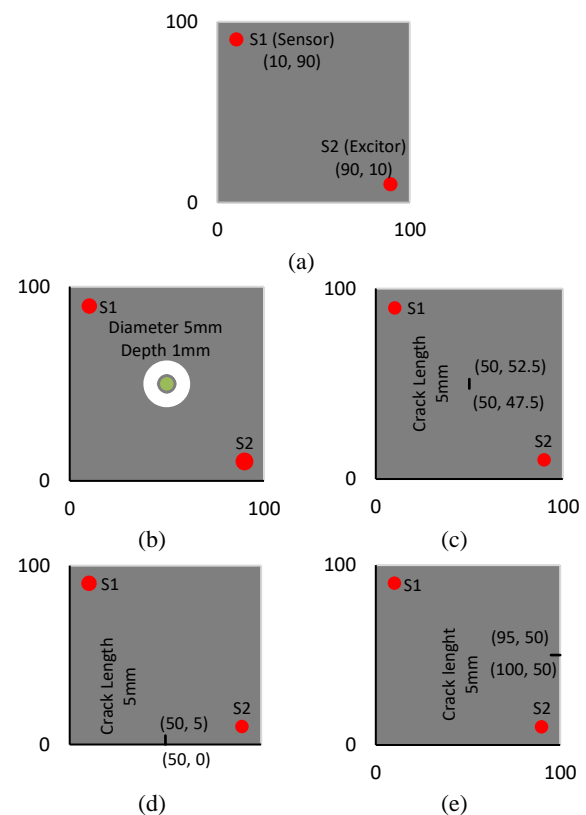 100
S1 (Sensor)
(10, 90)
S2 (Excitor)
(90, 10)
0
0
100
(a)
100
S1
Diameter 5mm
Depth 1mm
S2
0
0
100
(b)
100
S1
Crack Length
5mm
(50, 52.5)
(50, 47.5)
S2
0
0
100
(c)
100
S1
Crack Length
5mm
(50, 5)
S2
0
(50, 0)
(d)
100
S1
Crack lenght
5mm
(95, 50)
(100, 50)
S2
0
0
100
(e)